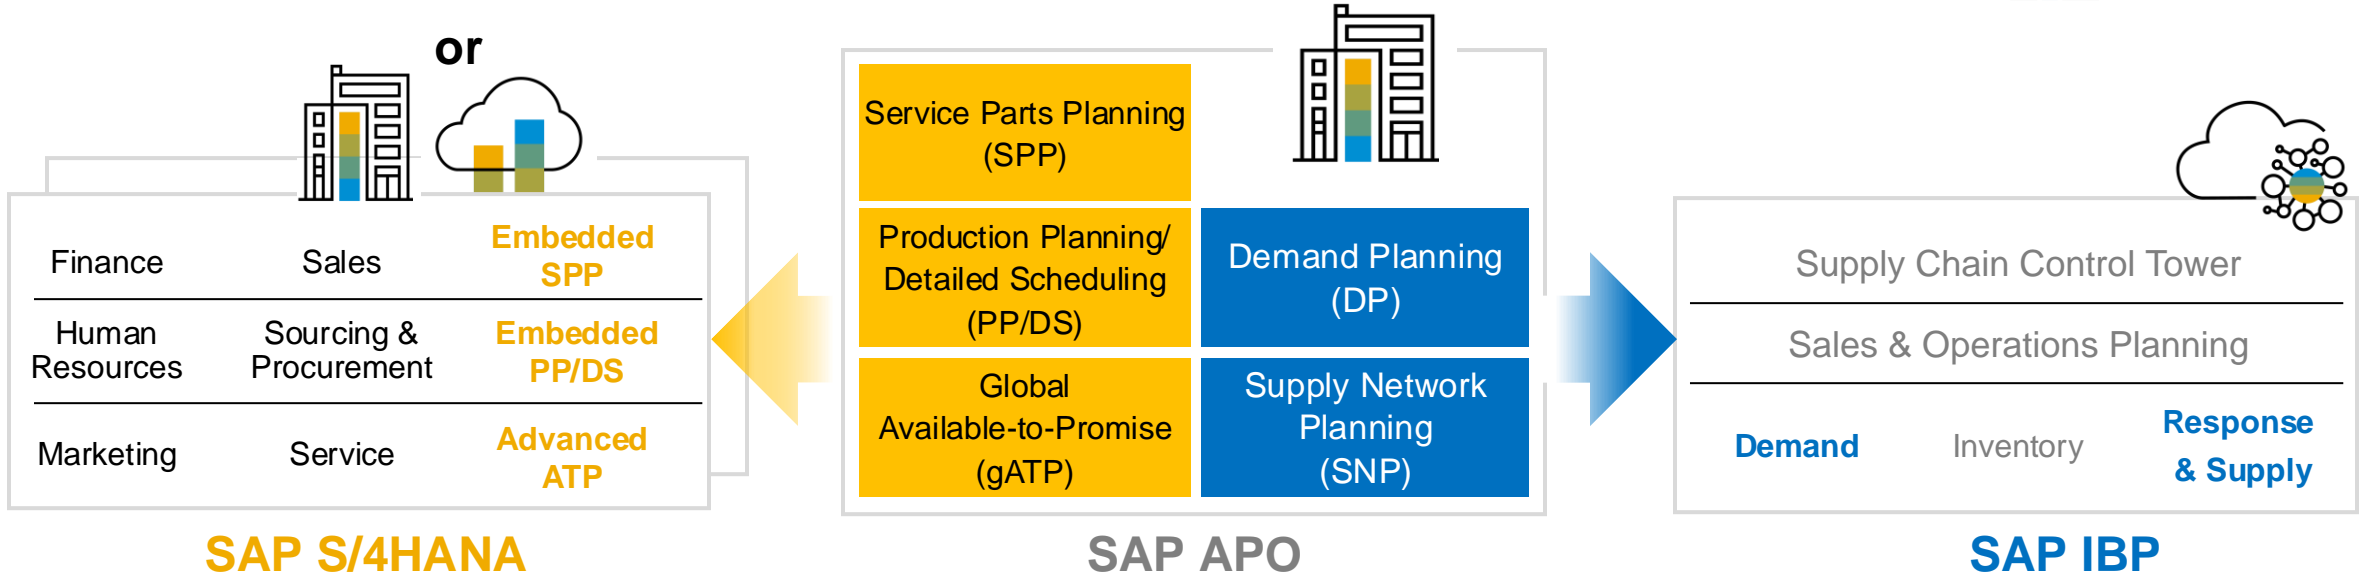 or
Finance
Sales
Embedded
SPP
Human
Resources
Sourcing &
Procurement
Embedded
PP/DS
Marketing
Service
Advanced
ATP
SAP S/4HANA
Service Parts Planning
(SPP)
Production Planning/
Detailed Scheduling
(PP/DS)
Demand Planning
(DP)
Global
Available-to-Promise
(gATP)
Supply Network
Planning
(SNP)
SAP APO
Supply Chain Control Tower
Sales & Operations Planning
Demand
Inventory
Response
& Supply
SAP IBP